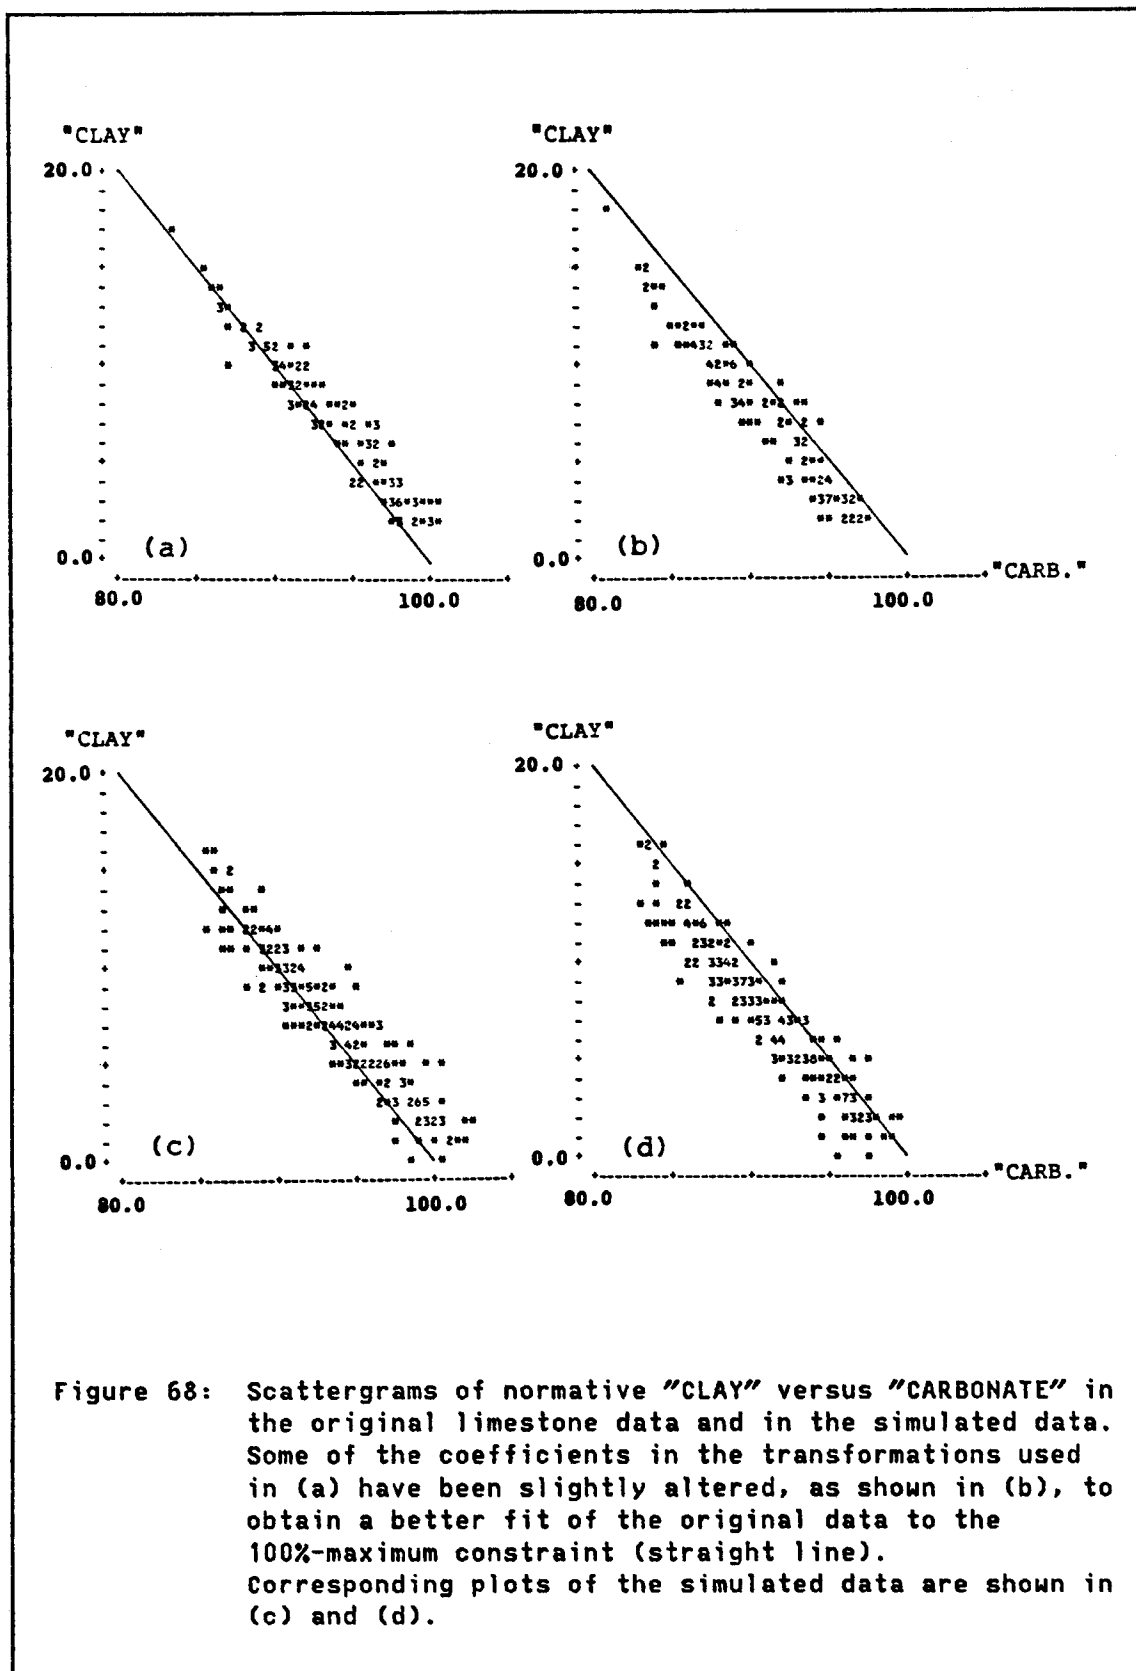 "CLAY" "CLAY"
20.0 20.0
(a) (b)
0.0 0.0
"CARB."
80.0 100.0 80.0 100.0
"CLAY" "CLAY"
20.0 20.0
(c) (d)
0.0 0.0
"CARB."
80.0 100.0 80.0 100.0
Figure 68: Scattergrams of normative "CLAY" versus "CARBONATE" in
the original limestone data and in the simulated data.
Some of the coefficients in the transformations used
in (a) have been slightly altered, as shown in (b), to
obtain a better fit of the original data to the
100%-maximum constraint (straight line).
Corresponding plots of the simulated data are shown in
(c) and (d).